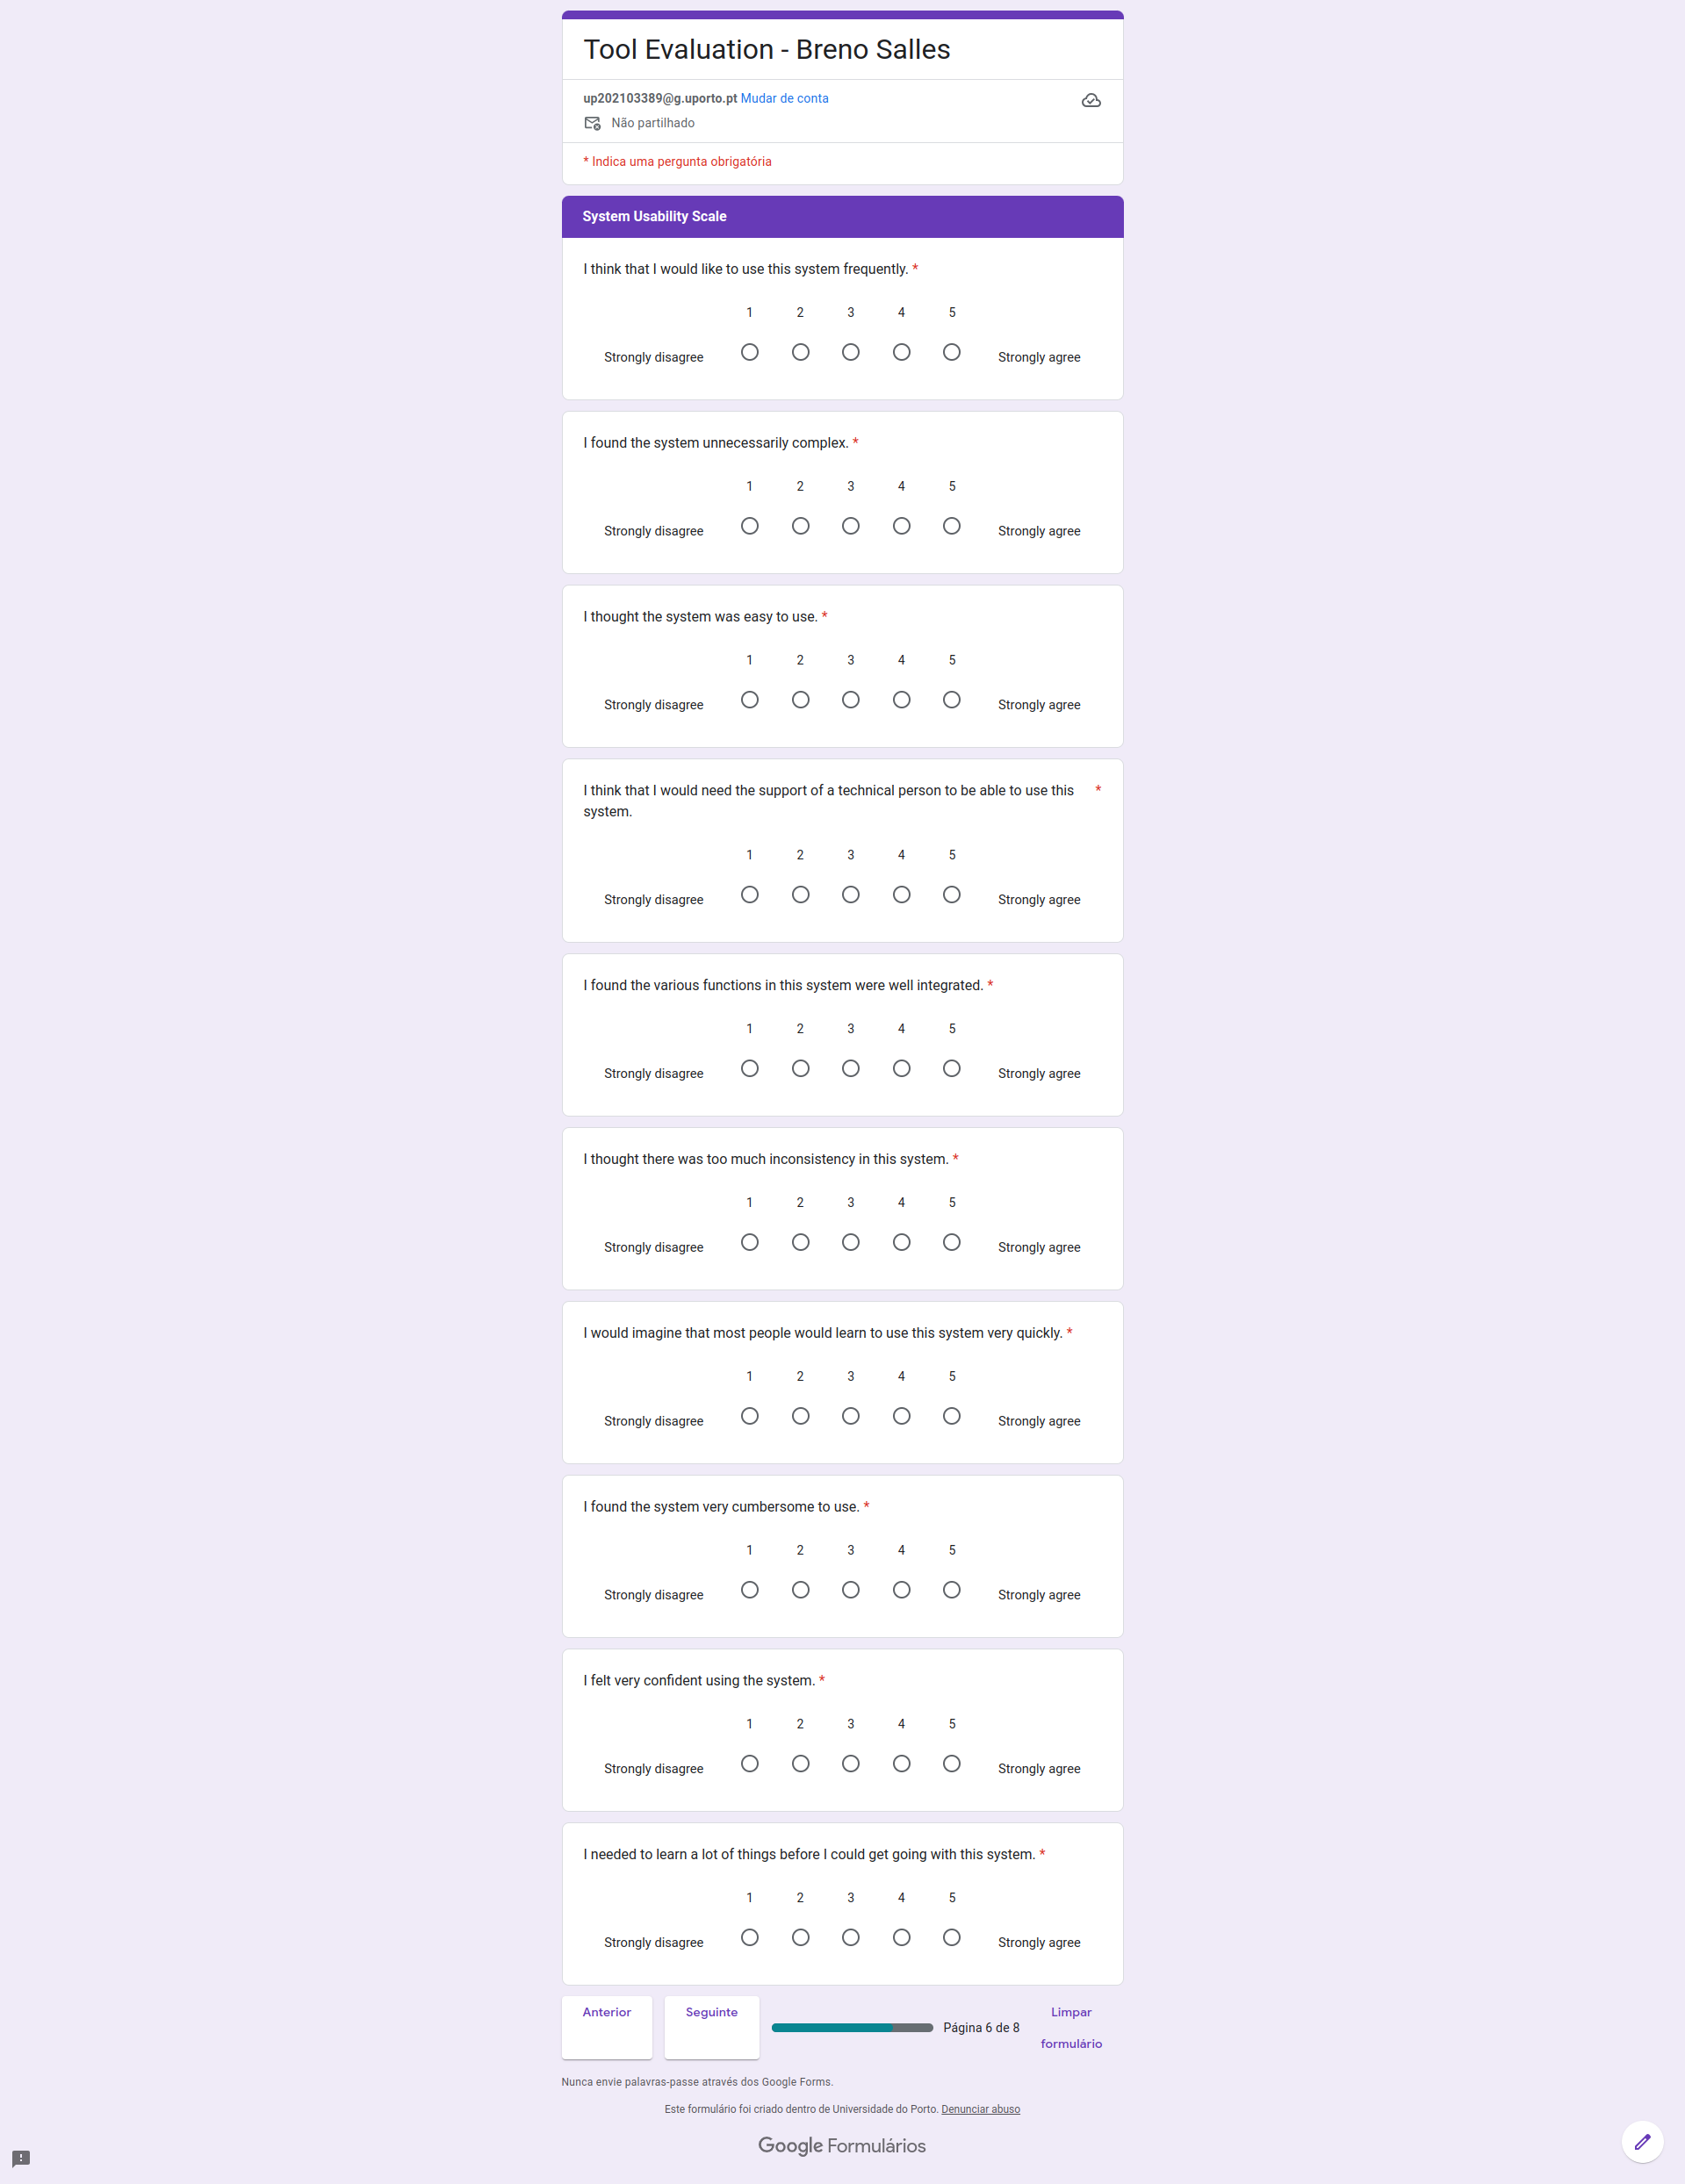 Tool Evaluation - Breno Salles
up202103389@g.uporto.pt Mudar de conta
Não partilhado
* Indica uma pergunta obrigatória
System Usability Scale
I think that I would like to use this system frequently. *
1 2 3 4 5
Strongly disagree Strongly agree
I found the system unnecessarily complex. *
1 2 3 4 5
Strongly disagree Strongly agree
I thought the system was easy to use. *
1 2 3 4 5
Strongly disagree Strongly agree
I think that I would need the support of a technical person to be able to use this *
system.
1 2 3 4 5
Strongly disagree Strongly agree
I found the various functions in this system were well integrated. *
1 2 3 4 5
Strongly disagree Strongly agree
I thought there was too much inconsistency in this system. *
1 2 3 4 5
Strongly disagree Strongly agree
I would imagine that most people would learn to use this system very quickly. *
1 2 3 4 5
Strongly disagree Strongly agree
I found the system very cumbersome to use. *
1 2 3 4 5
Strongly disagree Strongly agree
I felt very confident using the system. *
1 2 3 4 5
Strongly disagree Strongly agree
I needed to learn a lot of things before I could get going with this system. *
1 2 3 4 5
Strongly disagree Strongly agree
Anterior Seguinte Página 6 de 8 Limpar
formulário
Nunca envie palavras-passe através dos Google Forms.
Este formulário foi criado dentro de Universidade do Porto. Denunciar abuso
Google Formulários